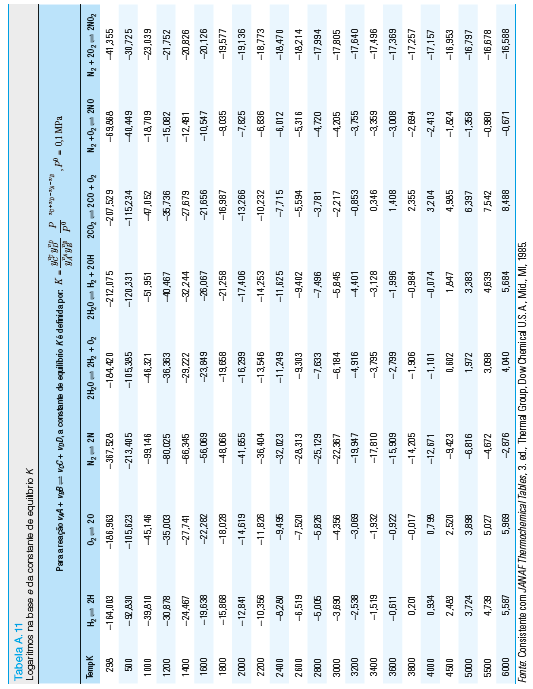 Tabela A.11
Logaritmos na base e da constante de equilíbrio K
Para a reação νAA + νBB ⇌ νCC + νDD, a constante de equilíbrio K é definida por: K = yC^νC yD^νD / yA^νA yB^νB (P / P⁰)^νC+νD−νA−νB, P⁰ = 0,1 MPa
Temp K H₂ ⇌ 2H O₂ ⇌ 2O N₂ ⇌ 2N 2H₂O ⇌ 2H₂ + O₂ 2H₂O ⇌ H₂ + 2OH 2CO₂ ⇌ 2CO + O₂ N₂ + O₂ ⇌ 2NO N₂ + 2O₂ ⇌ 2NO₂
298 −164,003 −186,963 −367,528 −184,420 −212,075 −207,529 −69,868 −41,355
500 −92,830 −105,623 −213,405 −105,385 −120,331 −115,234 −40,449 −30,725
1000 −39,810 −45,146 −99,146 −46,321 −51,951 −47,052 −18,709 −23,039
1200 −30,878 −35,003 −80,025 −36,363 −40,467 −35,736 −15,082 −21,752
1400 −24,467 −27,741 −66,345 −29,222 −32,244 −27,679 −12,491 −20,826
1600 −19,638 −22,282 −56,069 −23,849 −26,067 −21,656 −10,547 −20,126
1800 −15,868 −18,028 −48,066 −19,658 −21,258 −16,987 −9,035 −19,577
2000 −12,841 −14,619 −41,655 −16,299 −17,406 −13,266 −7,825 −19,136
2200 −10,356 −11,826 −36,404 −13,546 −14,253 −10,232 −6,836 −18,773
2400 −8,280 −9,495 −32,023 −11,249 −11,625 −7,715 −6,012 −18,470
2600 −6,519 −7,520 −28,313 −9,303 −9,402 −5,594 −5,316 −18,214
2800 −5,005 −5,826 −25,129 −7,633 −7,496 −3,781 −4,720 −17,994
3000 −3,690 −4,356 −22,367 −6,184 −5,845 −2,217 −4,205 −17,805
3200 −2,538 −3,069 −19,947 −4,916 −4,401 −0,853 −3,755 −17,640
3400 −1,519 −1,932 −17,810 −3,795 −3,128 0,346 −3,359 −17,496
3600 −0,611 −0,922 −15,909 −2,799 −1,996 1,408 −3,008 −17,369
3800 0,201 −0,017 −14,205 −1,906 −0,984 2,355 −2,694 −17,257
4000 0,934 0,798 −12,671 −1,101 −0,074 3,204 −2,413 −17,157
4500 2,483 2,520 −9,423 0,602 1,847 4,985 −1,824 −16,953
5000 3,724 3,898 −6,816 1,972 3,383 6,397 −1,358 −16,797
5500 4,739 5,027 −4,672 3,098 4,639 7,542 −0,980 −16,678
6000 5,587 5,969 −2,876 4,040 5,684 8,488 −0,671 −16,588
Fonte: Consistente com JANAF Thermochemical Tables, 3. ed., Thermal Group, Dow Chemical U.S.A., Mid., MI, 1985.